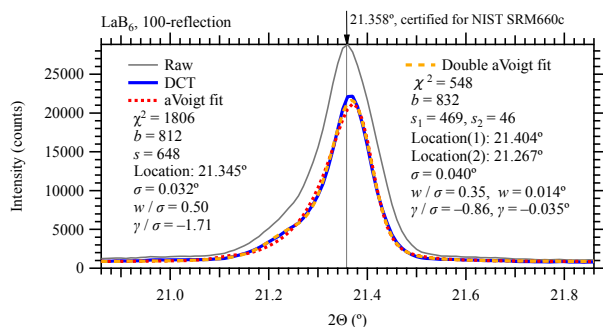 LaB6, 100-reflection
21.358º, certified for NIST SRM660c
Intensity (counts)
25000
20000
15000
10000
5000
0
Raw
DCT
aVoigt fit
χ² = 1806
b = 812
s = 648
Location: 21.345º
σ = 0.032º
w / σ = 0.50
γ / σ = –1.71
Double aVoigt fit
χ² = 548
b = 832
s1 = 469, s2 = 46
Location(1): 21.404º
Location(2): 21.267º
σ = 0.040º
w / σ = 0.35, w = 0.014º
γ / σ = –0.86, γ = –0.035º
21.0 21.2 21.4 21.6 21.8
2Θ (º)